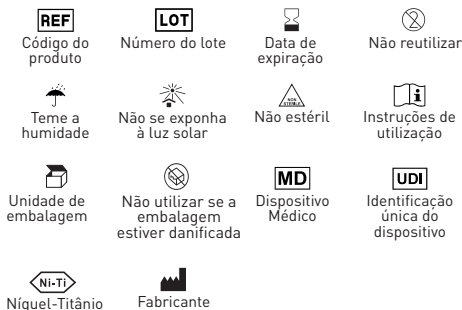 REF
Código do
produto
LOT
Número do lote
Data de
expiração
2
Não reutilizar
Teme a
humidade
Não se exponha
à luz solar
NON
STERILE
Não estéril
i
Instruções de
utilização
Unidade de
embalagem
Não utilizar se a
embalagem
estiver danificada
MD
Dispositivo
Médico
UDI
Identificação
única do
dispositivo
Ni-Ti
Níquel-Titânio
Fabricante